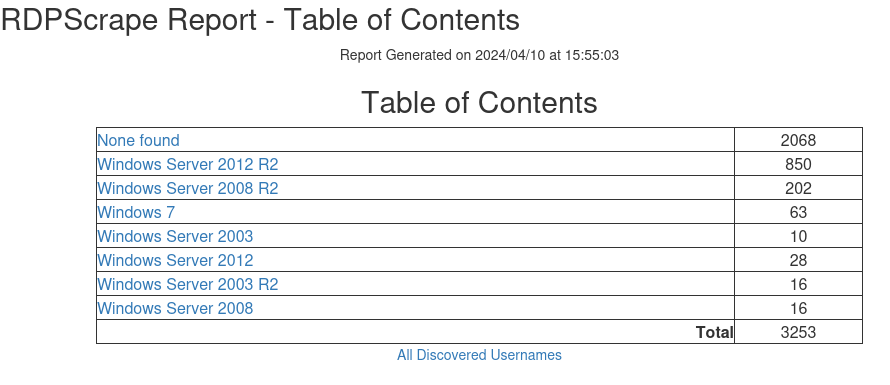 RDPScrape Report - Table of Contents
Report Generated on 2024/04/10 at 15:55:03
Table of Contents
None found 2068
Windows Server 2012 R2 850
Windows Server 2008 R2 202
Windows 7 63
Windows Server 2003 10
Windows Server 2012 28
Windows Server 2003 R2 16
Windows Server 2008 16
Total 3253
All Discovered Usernames